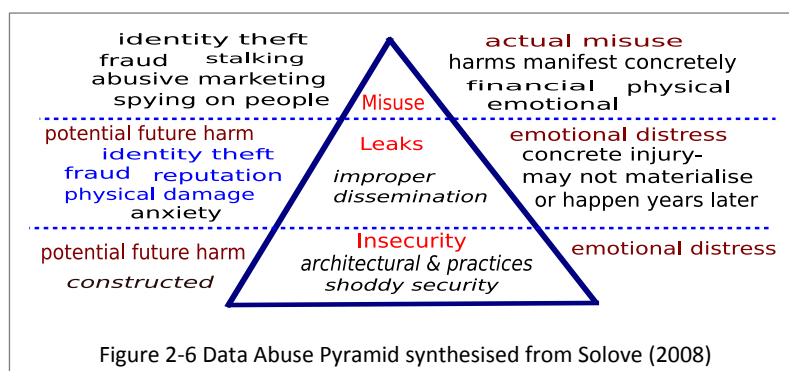 identity theft
fraud stalking
abusive marketing
spying on people
Misuse
actual misuse
harms manifest concretely
financial physical
emotional
potential future harm
identity theft
fraud reputation
physical damage
anxiety
Leaks
improper
dissemination
emotional distress
concrete injury-
may not materialise
or happen years later
potential future harm
constructed
Insecurity
architectural & practices
shoddy security
emotional distress
Figure 2-6 Data Abuse Pyramid synthesised from Solove (2008)